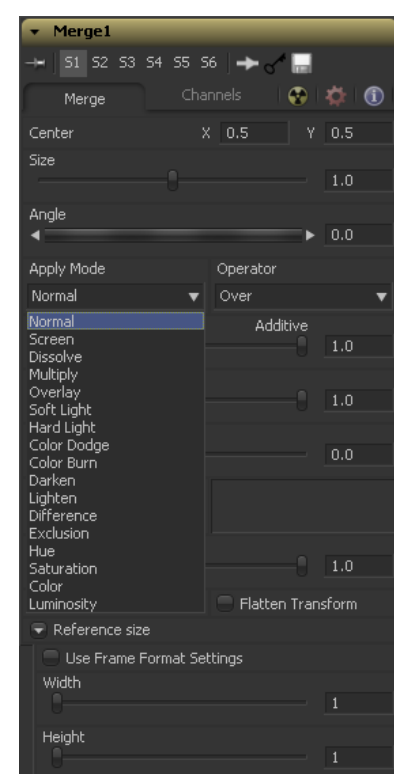 Merge1
S1 S2 S3 S4 S5 S6
Merge Channels
Center X 0.5 Y 0.5
Size
1.0
Angle
0.0
Apply Mode Operator
Normal Over
Normal
Screen
Dissolve
Multiply
Overlay
Soft Light
Hard Light
Color Dodge
Color Burn
Darken
Lighten
Difference
Exclusion
Hue
Saturation
Color
Luminosity
Additive
1.0
1.0
0.0
1.0
Flatten Transform
Reference size
Use Frame Format Settings
Width
1
Height
1